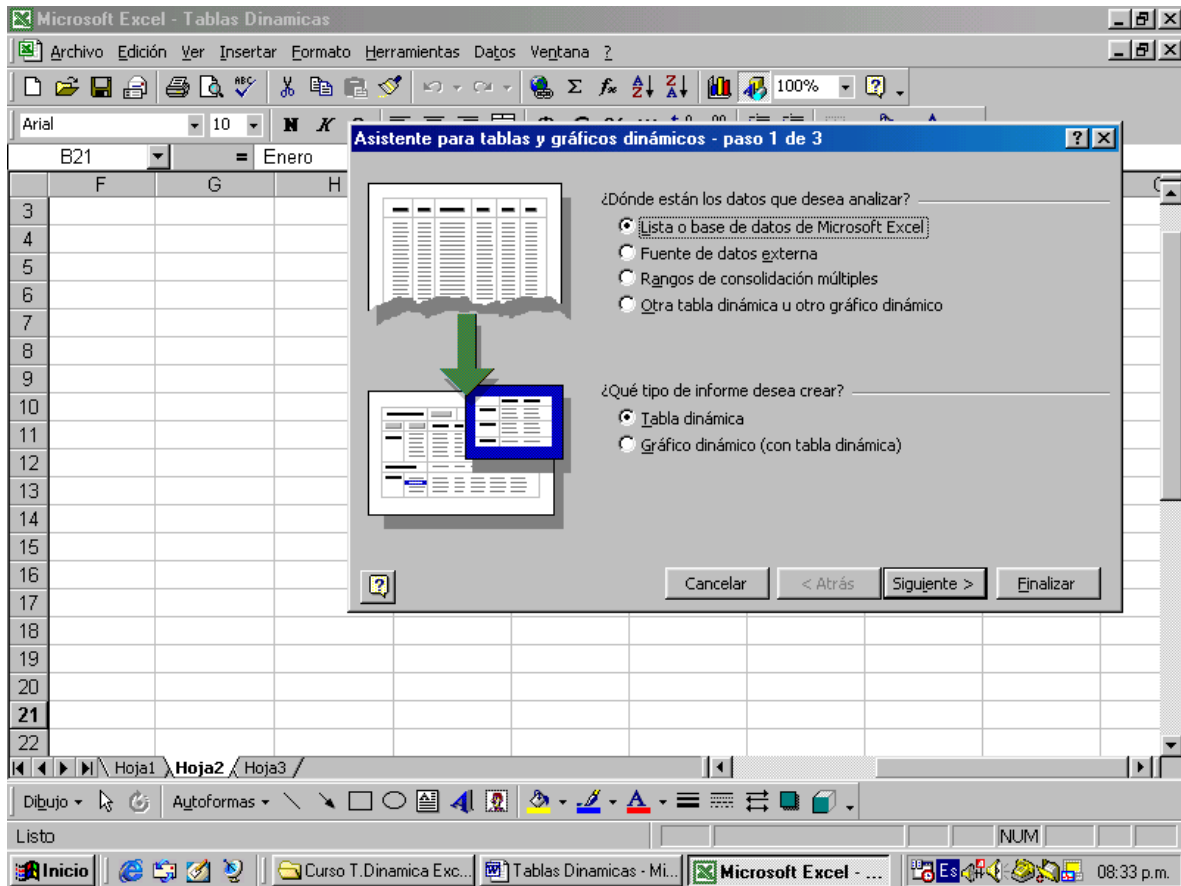 Microsoft Excel - Tablas Dinamicas
Archivo Edición Ver Insertar Formato Herramientas Datos Ventana ?
100%
Arial 10 N K
B21 = Enero
Asistente para tablas y gráficos dinámicos - paso 1 de 3
F G H
¿Dónde están los datos que desea analizar?
Lista o base de datos de Microsoft Excel
Fuente de datos externa
Rangos de consolidación múltiples
Otra tabla dinámica u otro gráfico dinámico
¿Qué tipo de informe desea crear?
Tabla dinámica
Gráfico dinámico (con tabla dinámica)
Cancelar < Atrás Siguiente > Finalizar
3
4
5
6
7
8
9
10
11
12
13
14
15
16
17
18
19
20
21
22
Hoja1 Hoja2 Hoja3
Dibujo Autoformas
Listo NUM
Inicio Curso T.Dinamica Exc... Tablas Dinamicas - Mi... Microsoft Excel - ... Es 08:33 p.m.